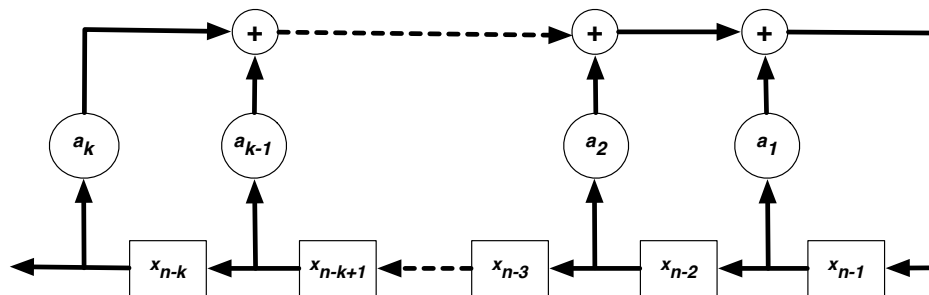 + + +
a_k a_{k-1} a_2 a_1
x_{n-k} x_{n-k+1} x_{n-3} x_{n-2} x_{n-1}